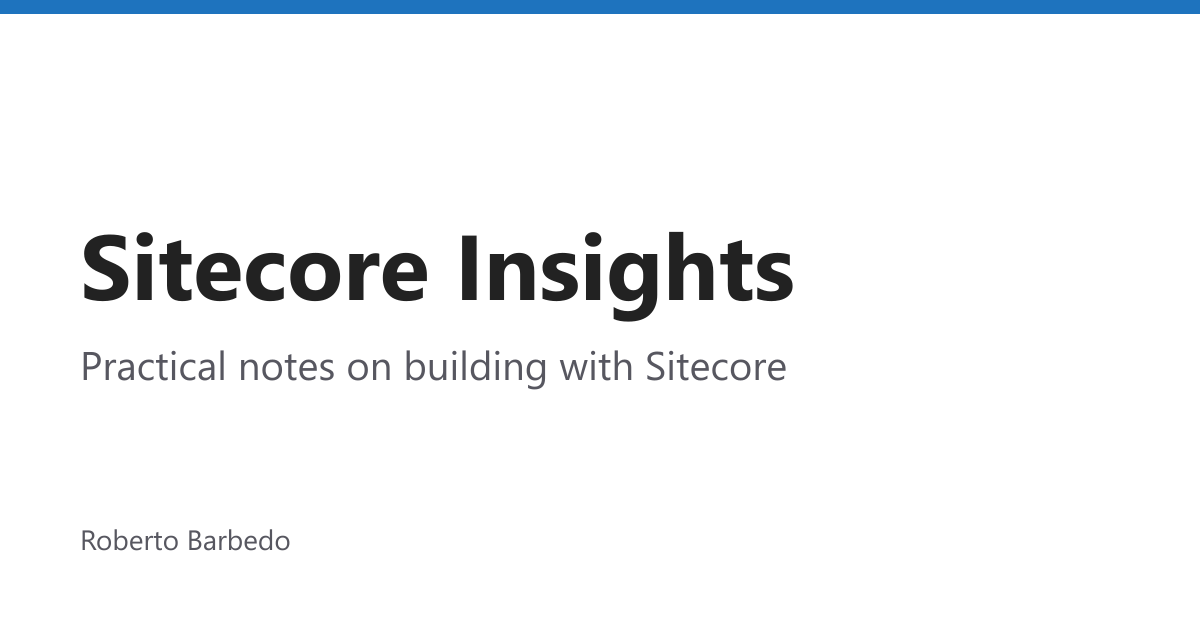 Sitecore Insights
Practical notes on building with Sitecore
Roberto Barbedo